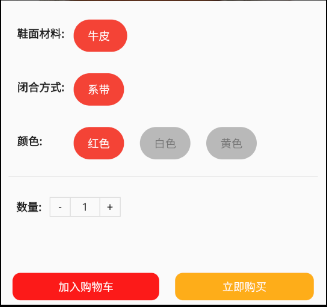 鞋面材料: 牛皮
闭合方式: 系带
颜色: 红色 白色 黄色
数量: - 1 +
加入购物车 立即购买